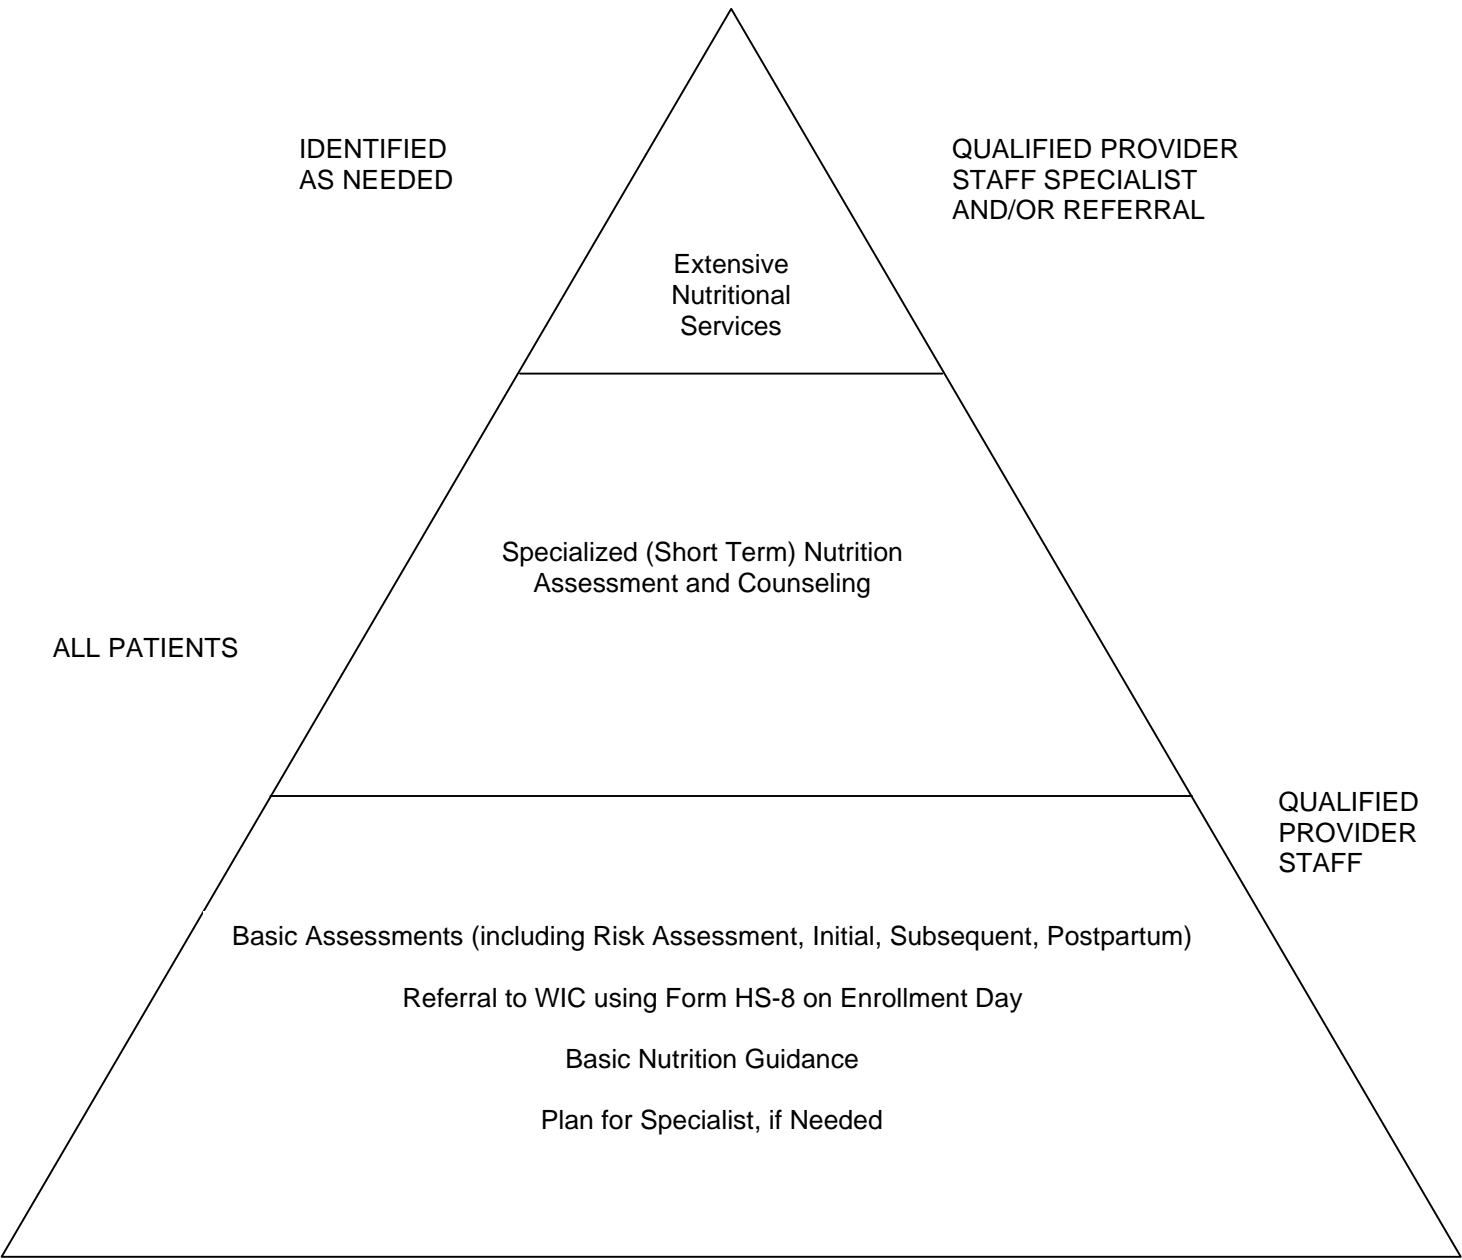 IDENTIFIED
AS NEEDED
QUALIFIED PROVIDER
STAFF SPECIALIST
AND/OR REFERRAL
Extensive
Nutritional
Services
Specialized (Short Term) Nutrition
Assessment and Counseling
ALL PATIENTS
QUALIFIED
PROVIDER
STAFF
Basic Assessments (including Risk Assessment, Initial, Subsequent, Postpartum)
Referral to WIC using Form HS-8 on Enrollment Day
Basic Nutrition Guidance
Plan for Specialist, if Needed